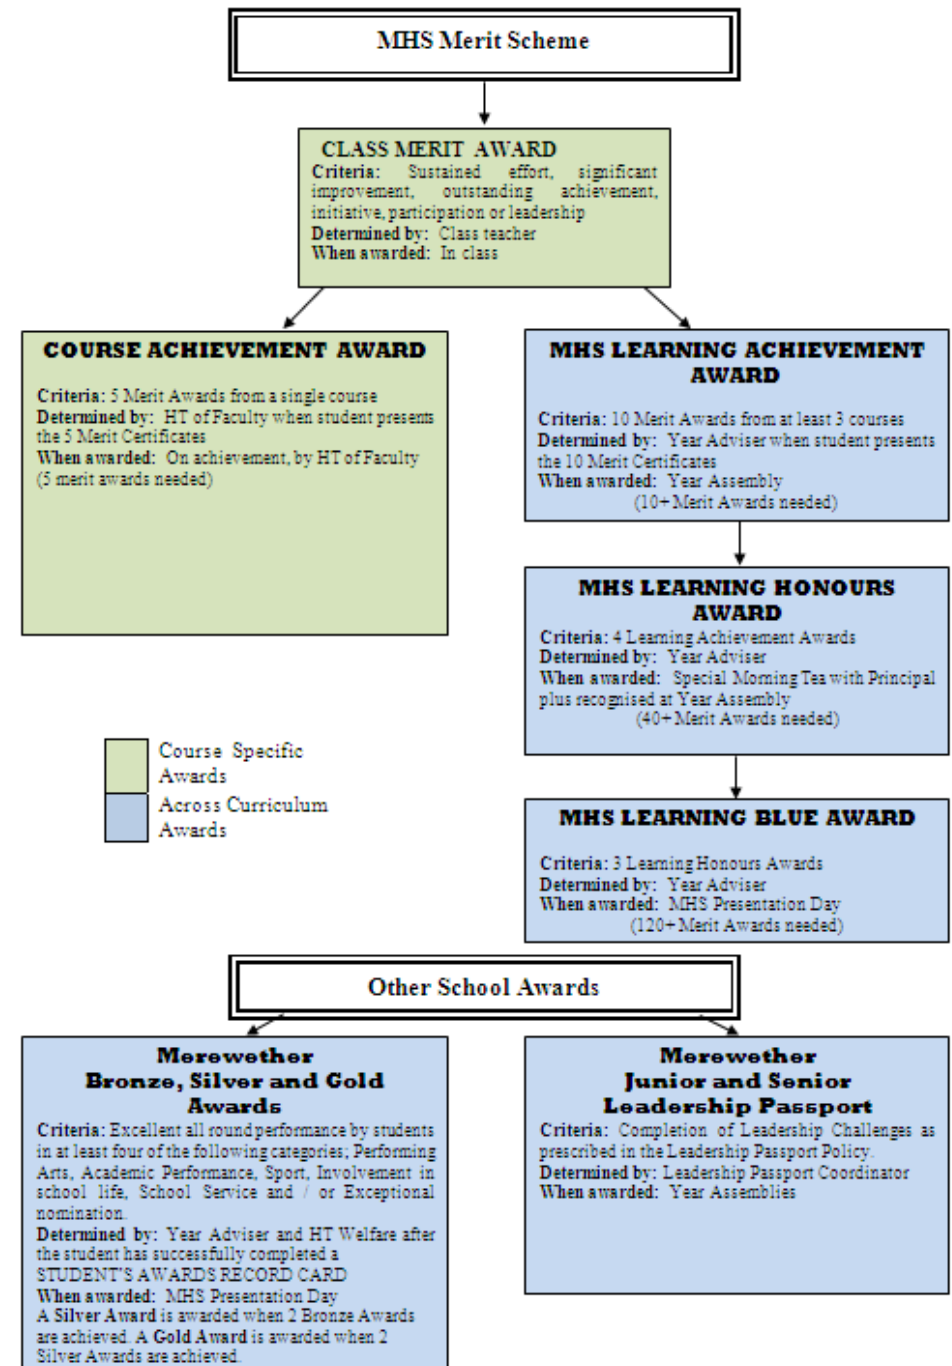 MHS Merit Scheme
CLASS MERIT AWARD
Criteria: Sustained effort, significant
improvement, outstanding achievement,
initiative, participation or leadership
Determined by: Class teacher
When awarded: In class
COURSE ACHIEVEMENT AWARD
Criteria: 5 Merit Awards from a single course
Determined by: HT of Faculty when student presents
the 5 Merit Certificates
When awarded: On achievement, by HT of Faculty
(5 merit awards needed)
MHS LEARNING ACHIEVEMENT
AWARD
Criteria: 10 Merit Awards from at least 3 courses
Determined by: Year Adviser when student presents
the 10 Merit Certificates
When awarded: Year Assembly
(10+ Merit Awards needed)
MHS LEARNING HONOURS
AWARD
Criteria: 4 Learning Achievement Awards
Determined by: Year Adviser
When awarded: Special Morning Tea with Principal
plus recognised at Year Assembly
(40+ Merit Awards needed)
Course Specific
Awards
Across Curriculum
Awards
MHS LEARNING BLUE AWARD
Criteria: 3 Learning Honours Awards
Determined by: Year Adviser
When awarded: MHS Presentation Day
(120+ Merit Awards needed)
Other School Awards
Merewether
Bronze, Silver and Gold
Awards
Criteria: Excellent all round performance by students
in at least four of the following categories; Performing
Arts, Academic Performance, Sport, Involvement in
school life, School Service and / or Exceptional
nomination.
Determined by: Year Adviser and HT Welfare after
the student has successfully completed a
STUDENT'S AWARDS RECORD CARD
When awarded: MHS Presentation Day
A Silver Award is awarded when 2 Bronze Awards
are achieved. A Gold Award is awarded when 2
Silver Awards are achieved.
Merewether
Junior and Senior
Leadership Passport
Criteria: Completion of Leadership Challenges as
prescribed in the Leadership Passport Policy.
Determined by: Leadership Passport Coordinator
When awarded: Year Assemblies